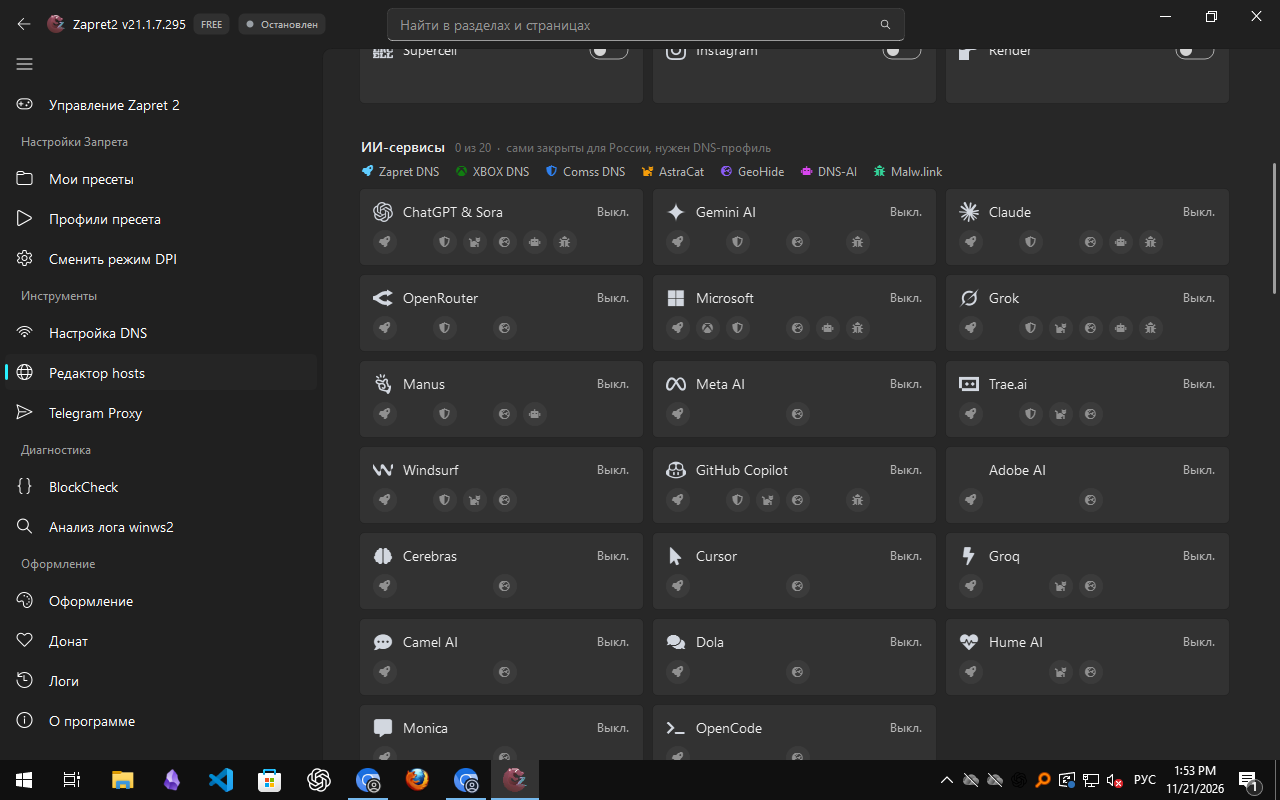 Zapret2 v21.1.7.295 FREE Остановлен
Найти в разделах и страницах
Управление Zapret 2
Настройки Запрета
Мои пресеты
Профили пресета
Сменить режим DPI
Инструменты
Настройка DNS
Редактор hosts
Telegram Proxy
Диагностика
BlockCheck
Анализ лога winws2
Оформление
Оформление
Донат
Логи
О программе
Supercell Instagram Render
ИИ-сервисы 0 из 20 · сами закрыты для России, нужен DNS-профиль
Zapret DNS XBOX DNS Comss DNS AstraCat GeoHide DNS-AI Malw.link
ChatGPT & Sora Выкл. Gemini AI Выкл. Claude Выкл.
OpenRouter Выкл. Microsoft Выкл. Grok Выкл.
Manus Выкл. Meta AI Выкл. Trae.ai Выкл.
Windsurf Выкл. GitHub Copilot Выкл. Adobe AI Выкл.
Cerebras Выкл. Cursor Выкл. Groq Выкл.
Camel AI Выкл. Dola Выкл. Hume AI Выкл.
Monica Выкл. OpenCode Выкл.
РУС 1:53 PM
11/21/2026
1